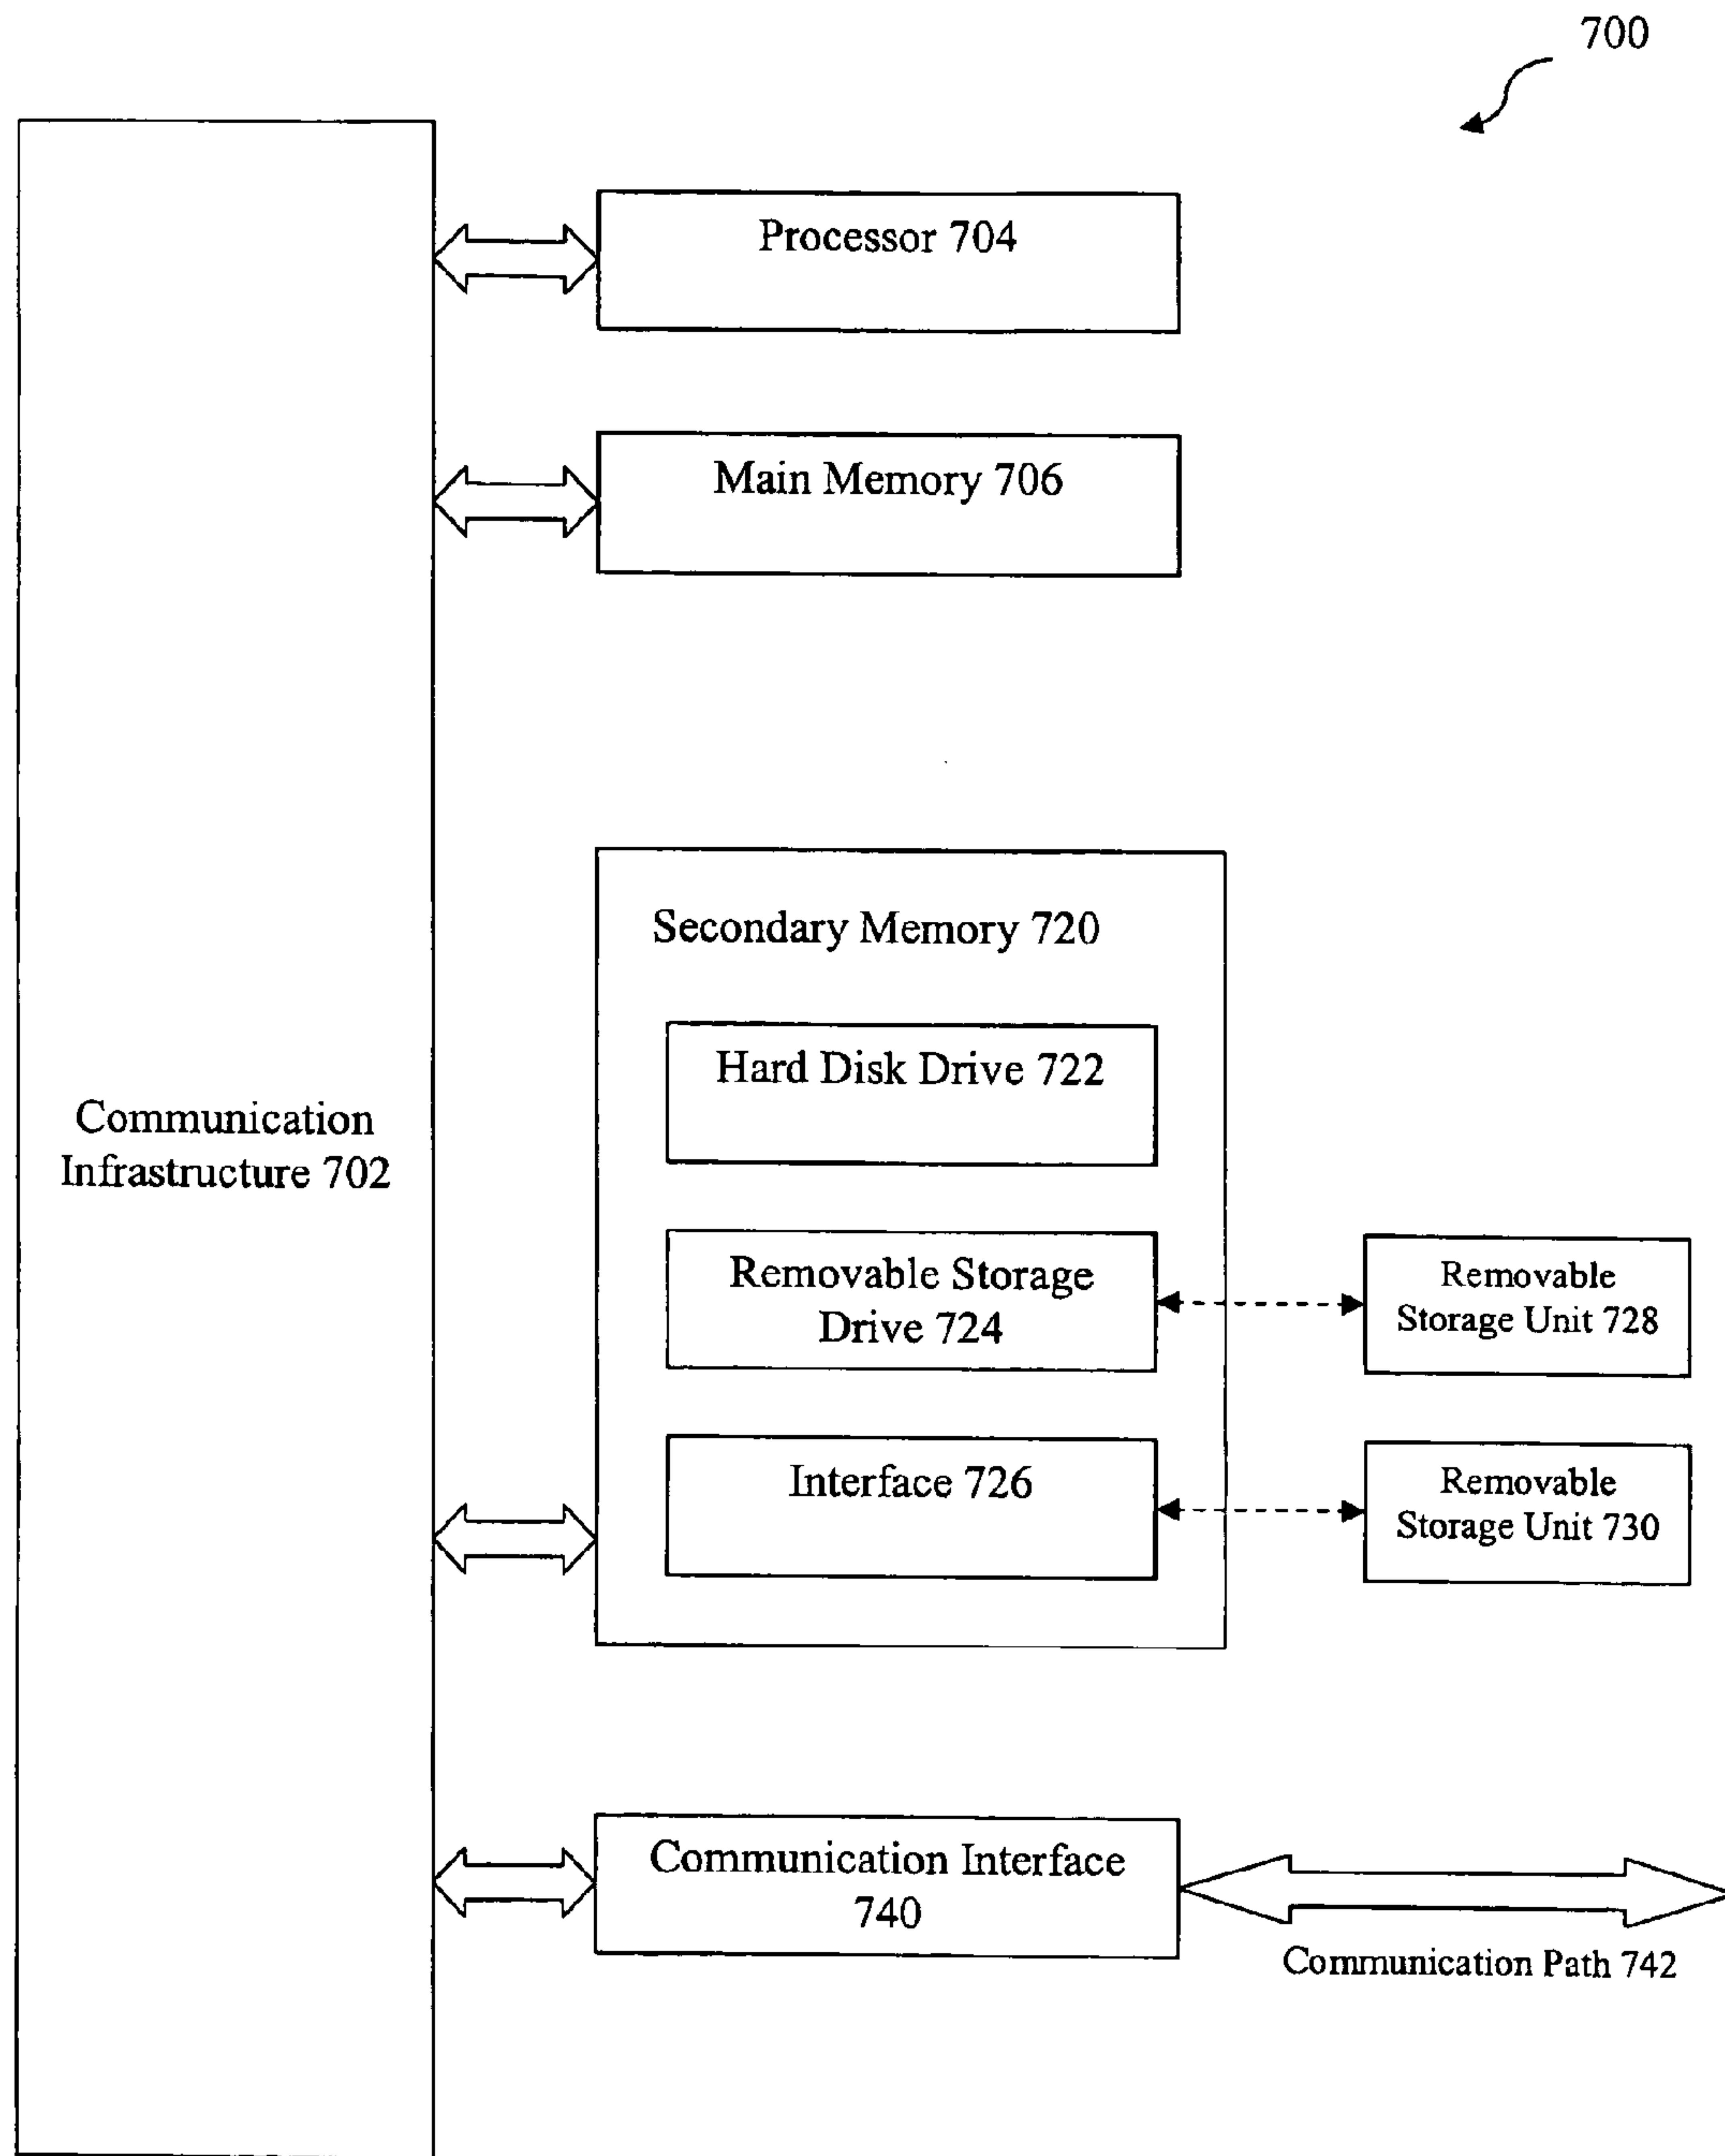 700
Processor 704
Main Memory 706
Secondary Memory 720
Hard Disk Drive 722
Communication
Infrastructure 702
Removable Storage
Drive 724
Removable
Storage Unit 728
Interface 726
Removable
Storage Unit 730
Communication Interface
740
Communication Path 742